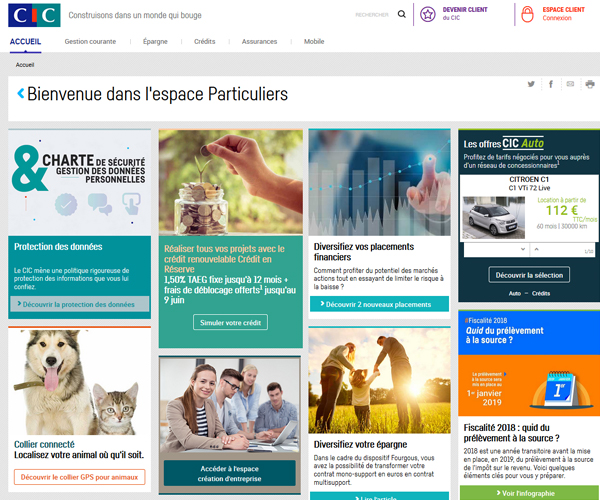 CIC Construisons dans un monde qui bouge
RECHERCHER
DEVENIR CLIENT
du CIC
ESPACE CLIENT
Connexion
ACCUEIL Gestion courante Épargne Crédits Assurances Mobile
Accueil
Bienvenue dans l'espace Particuliers
& CHARTE DE SÉCURITÉ
GESTION DES DONNÉES
PERSONNELLES
Protection des données
Le CIC mène une politique rigoureuse de
protection des informations que vous lui
confiez.
Découvrir la protection des données
Réaliser tous vos projets avec le
crédit renouvelable Crédit en
Réserve
1,50% TAEG fixe jusqu'à 12 mois +
frais de déblocage offerts¹ jusqu'au
9 juin
Simuler votre crédit
Diversifiez vos placements
financiers
Comment profiter du potentiel des marchés
actions tout en essayant de limiter le risque à
la baisse ?
Découvrir 2 nouveaux placements
Les offres CIC Auto
Profitez de tarifs négociés pour vous auprès
d'un réseau de concessionnaires¹
CITROEN C1
C1 VTi 72 Live
Location à partir de
112 €
TTC/mois
60 mois | 30000 km
Découvrir la sélection
Auto – Crédits
Collier connecté
Localisez votre animal où qu'il soit.
Découvrir le collier GPS pour animaux
Accéder à l'espace
création d'entreprise
Diversifiez votre épargne
Dans le cadre du dispositif Fourgous, vous
avez la possibilité de transformer votre
contrat mono-support en euros en contrat
multisupport.
Lire l'article
#Fiscalité 2018
Quid du prélèvement
à la source ?
Le prélèvement
à la source sera
mis en place au
1er janvier
2019
1er
Fiscalité 2018 : quid du
prélèvement à la source ?
2018 est une année transitoire avant la mise
en place, en 2019, du prélèvement à la source
de l'impôt sur le revenu. Voici quelques
éléments clés pour vous y préparer.
Voir l'infographie